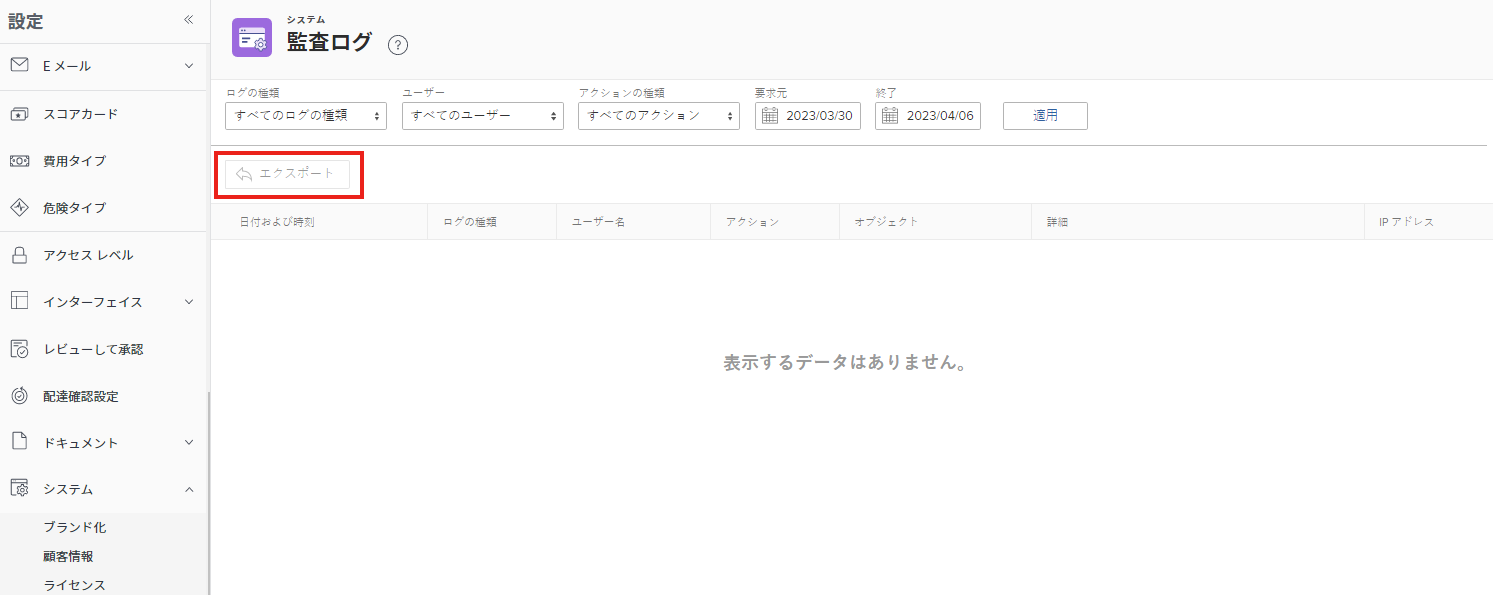 設定
E メール
スコアカード
費用タイプ
危険タイプ
アクセス レベル
インターフェイス
レビューして承認
配達確認設定
ドキュメント
システム
ブランド化
顧客情報
ライセンス
システム
監査ログ
?
ログの種類 ユーザー アクションの種類 要求元 終了
すべてのログの種類 すべてのユーザー すべてのアクション 2023/03/30 2023/04/06 適用
エクスポート
日付および時刻 ログの種類 ユーザー名 アクション オブジェクト 詳細 IP アドレス
表示するデータはありません。